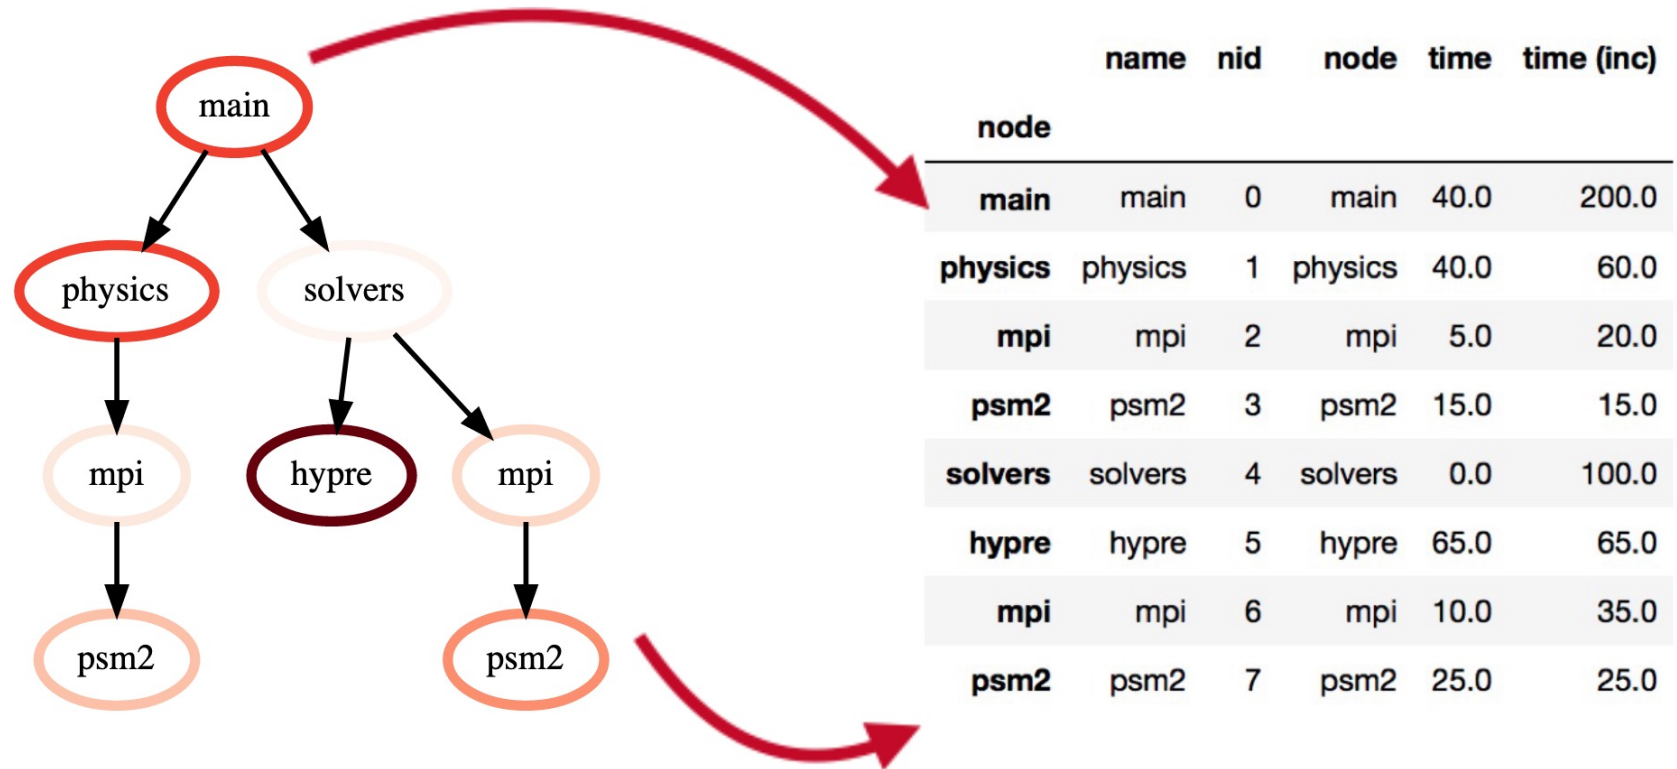 main
physics solvers
mpi hypre mpi
psm2 psm2
name nid node time time (inc)
node
main main 0 main 40.0 200.0
physics physics 1 physics 40.0 60.0
mpi mpi 2 mpi 5.0 20.0
psm2 psm2 3 psm2 15.0 15.0
solvers solvers 4 solvers 0.0 100.0
hypre hypre 5 hypre 65.0 65.0
mpi mpi 6 mpi 10.0 35.0
psm2 psm2 7 psm2 25.0 25.0